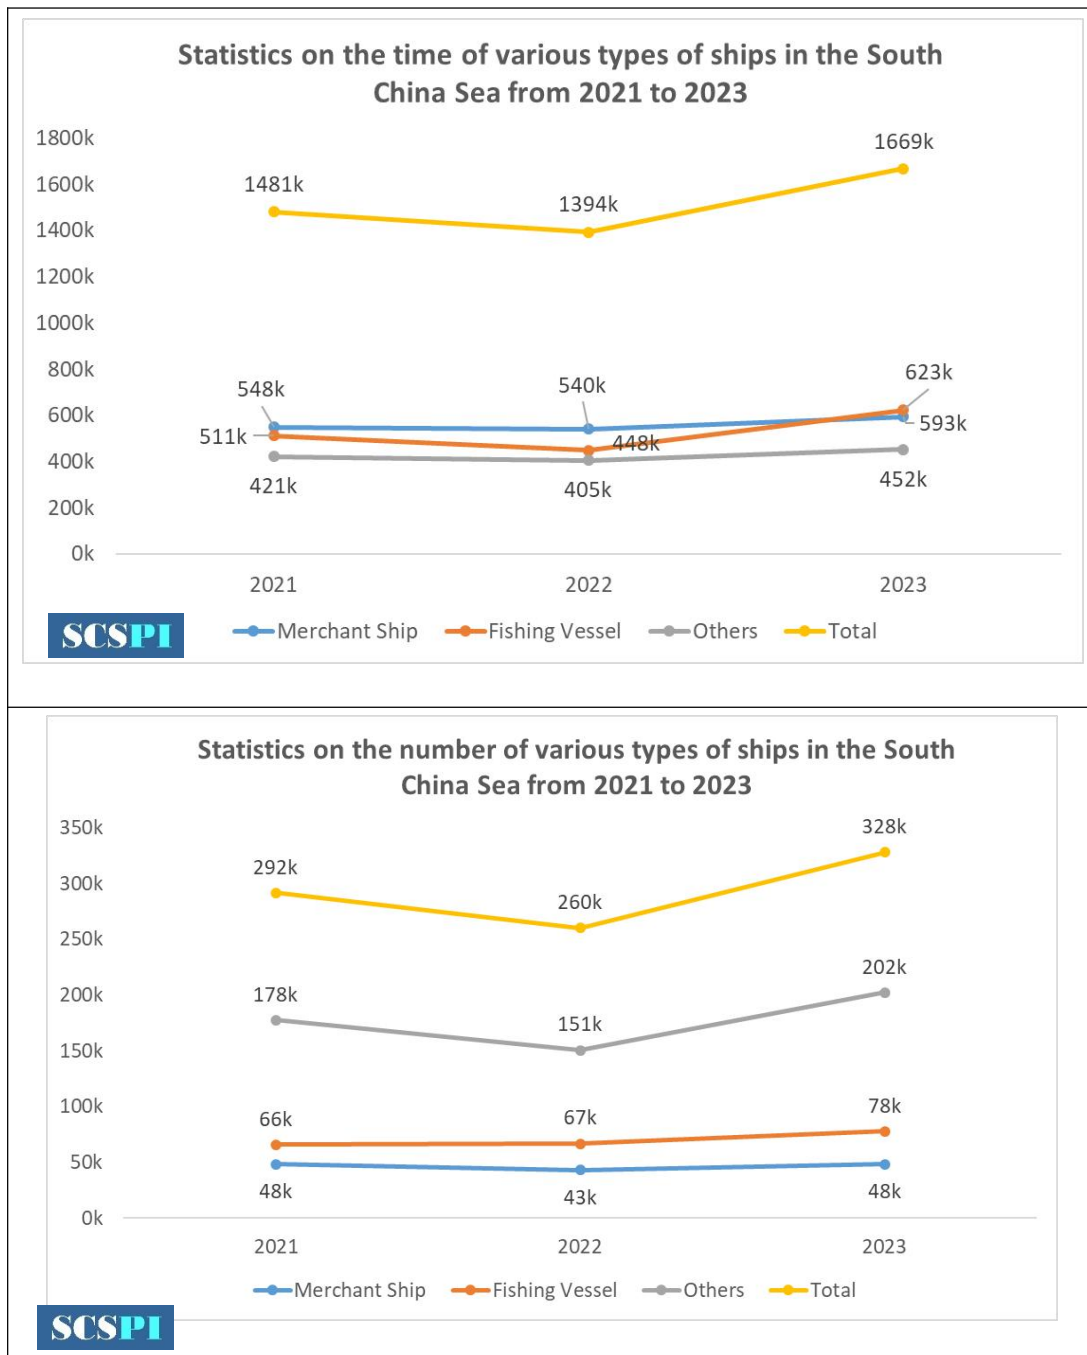 Statistics on the time of various types of ships in the South
China Sea from 2021 to 2023
1800k
1600k
1400k
1200k
1000k
800k
600k
400k
200k
0k
1481k
1394k
1669k
548k
540k
623k
511k
448k
593k
421k
405k
452k
2021 2022 2023
SCSPI
Merchant Ship Fishing Vessel Others Total
Statistics on the number of various types of ships in the South
China Sea from 2021 to 2023
350k
300k
250k
200k
150k
100k
50k
0k
292k
260k
328k
178k
151k
202k
66k
67k
78k
48k
43k
48k
2021 2022 2023
Merchant Ship Fishing Vessel Others Total
SCSPI